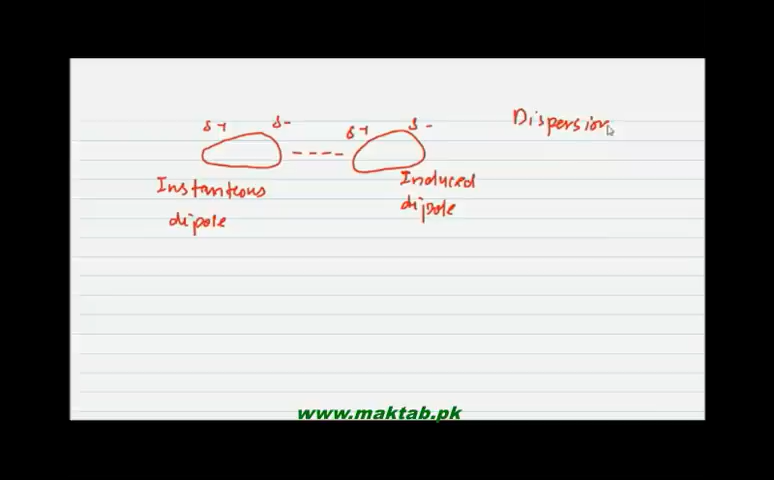 δ+ δ- δ+ δ-
Dispersion
Instanteous
dipole
Induced
dipole
www.maktab.pk